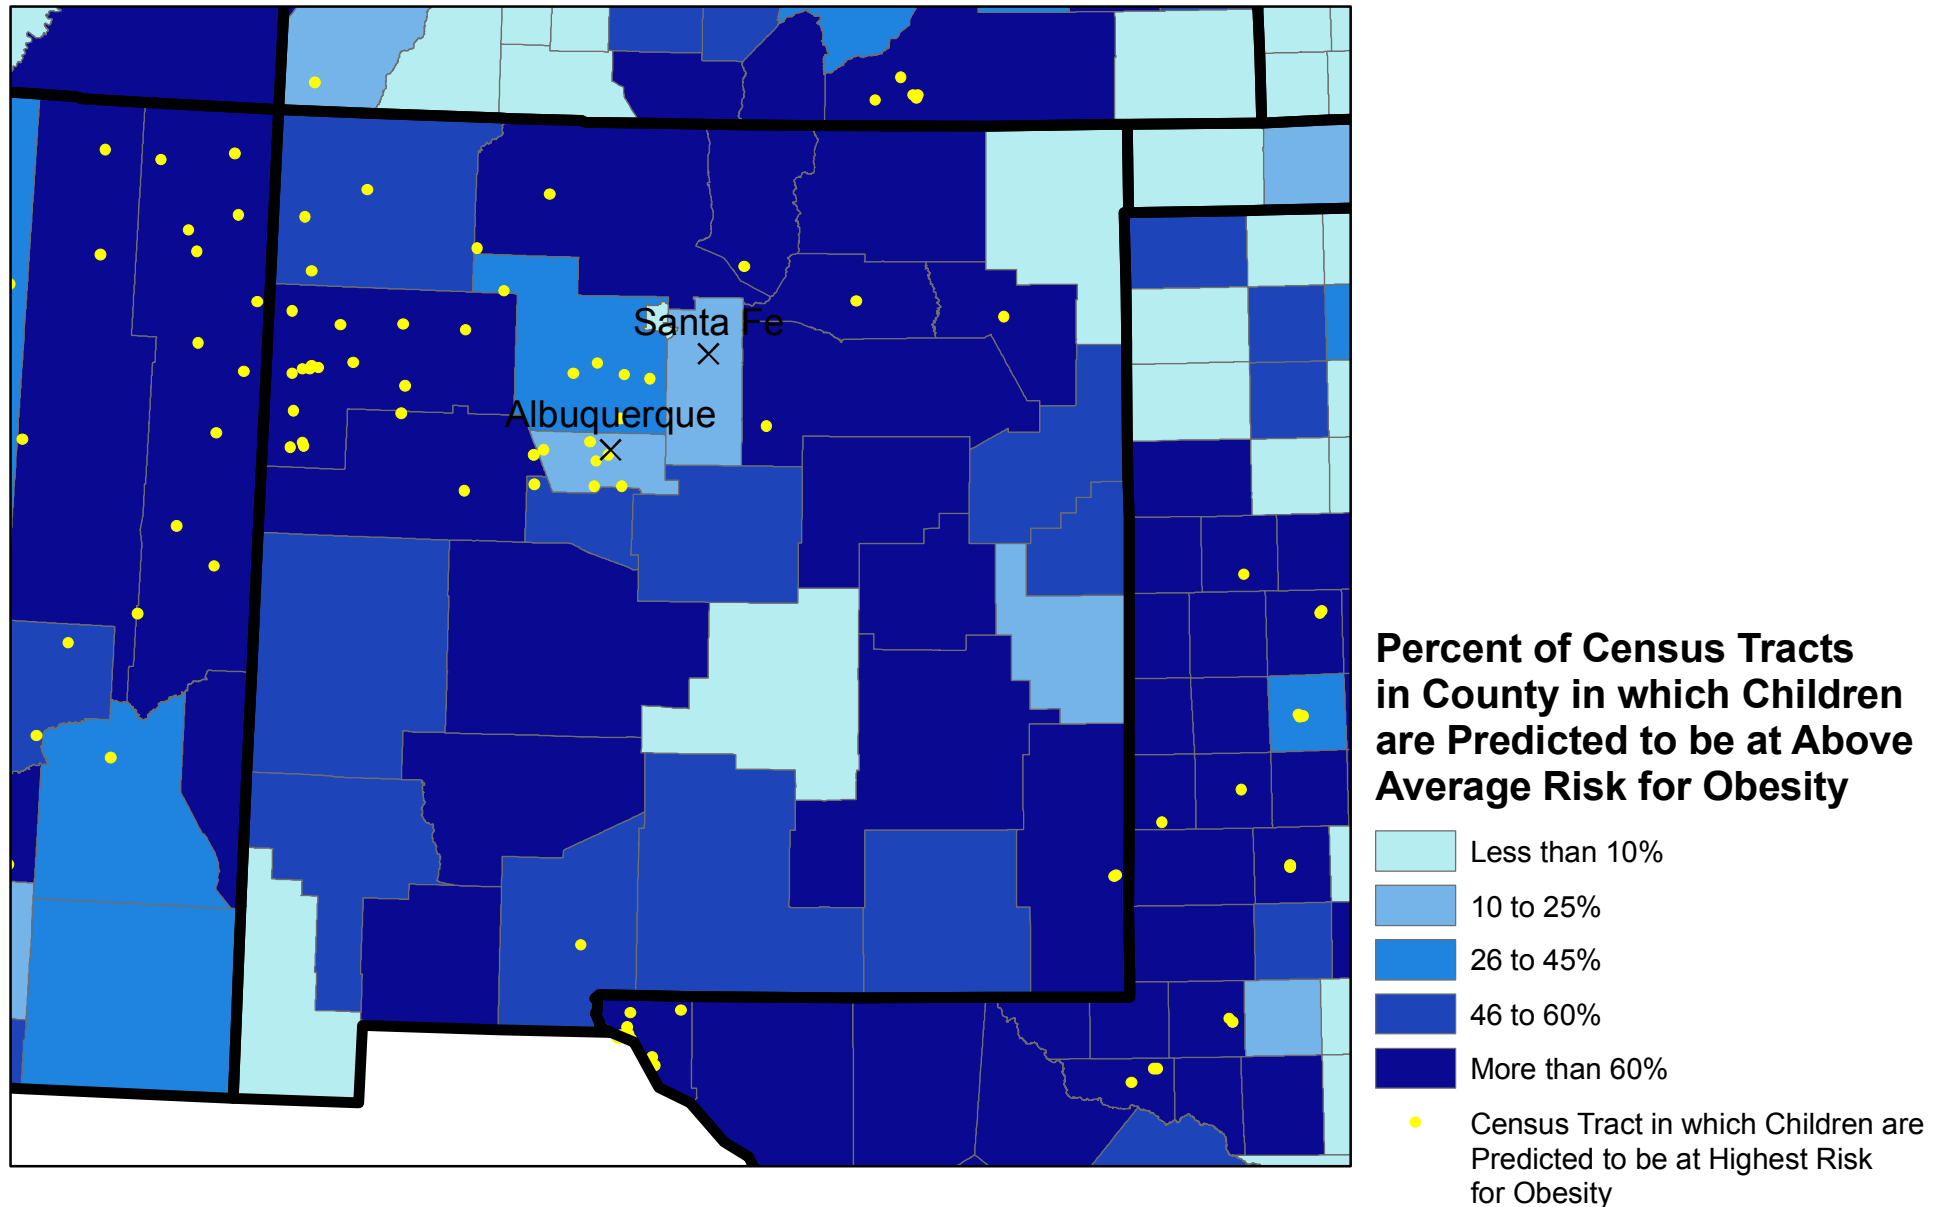 Santa Fe
Albuquerque
Percent of Census Tracts
in County in which Children
are Predicted to be at Above
Average Risk for Obesity
Less than 10%
10 to 25%
26 to 45%
46 to 60%
More than 60%
Census Tract in which Children are
Predicted to be at Highest Risk
for Obesity